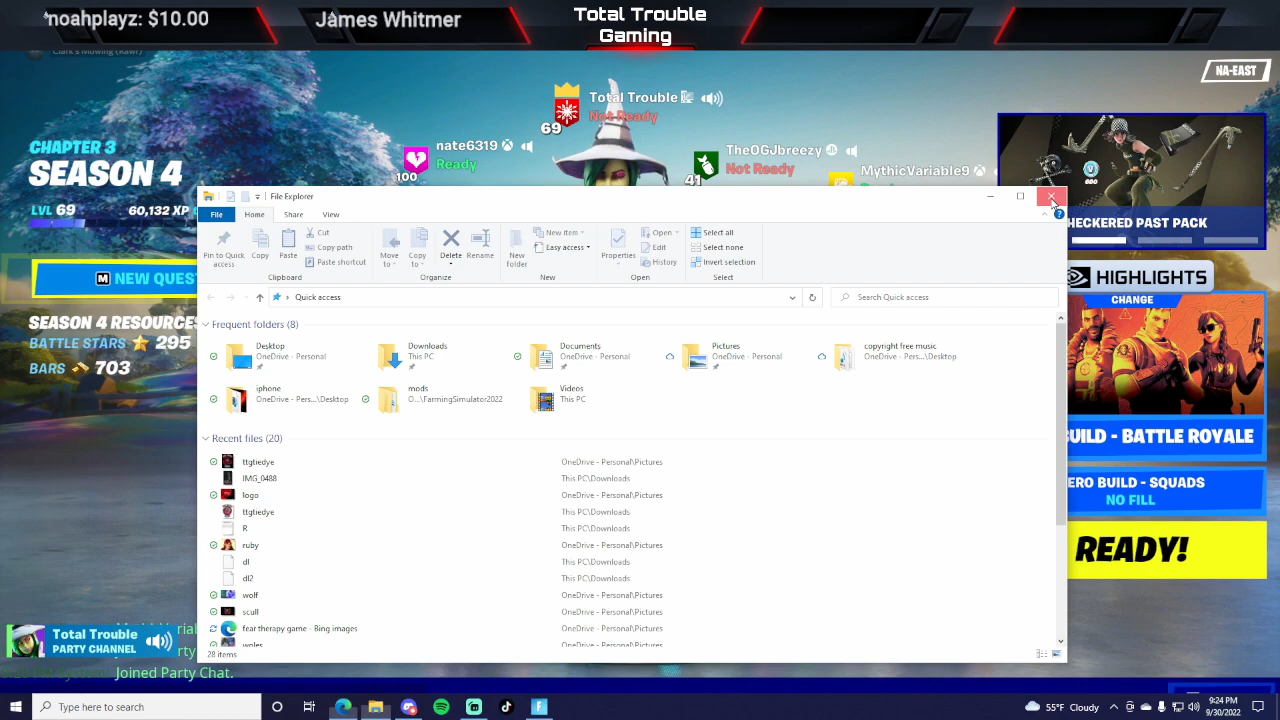 noahplayz: $10.00
James Whitmer
Total Trouble
Gaming
Clark's Mowing (Rawr)
NA-EAST
Total Trouble
Not Ready
69
nate6319
Ready
100
TheOGJbreezy
Not Ready
41
MythicVariable9
CHAPTER 3
SEASON 4
LVL 69
60,132 XP
800
HECKERED PAST PACK
File Explorer
File
Home
Share
View
Pin to Quick
access
Copy
Paste
Cut
Copy path
Paste shortcut
Clipboard
Move
to
Copy
to
Delete
Rename
Organize
New
folder
New item
Easy access
New
Properties
Open
Edit
History
Open
Select all
Select none
Invert selection
Select
M NEW QUES
HIGHLIGHTS
CHANGE
Quick access
Search Quick access
SEASON 4 RESOURCES
BATTLE STARS 295
BARS 703
Frequent folders (8)
Desktop
OneDrive - Personal
Downloads
This PC
Documents
OneDrive - Personal
Pictures
OneDrive - Personal
copyright free music
OneDrive - Pers...\Desktop
iphone
OneDrive - Pers...\Desktop
mods
O...\FarmingSimulator2022
Videos
This PC
Recent files (20)
ttgtiedye OneDrive - Personal\Pictures
IMG_0488 This PC\Downloads
logo OneDrive - Personal\Pictures
ttgtiedye This PC\Downloads
R This PC\Downloads
ruby OneDrive - Personal\Pictures
dl This PC\Downloads
dl2 This PC\Downloads
wolf OneDrive - Personal\Pictures
scull OneDrive - Personal\Pictures
fear therapy game - Bing images
woles OneDrive - Personal\Pictures
28 items
UILD - BATTLE ROYALE
ERO BUILD - SQUADS
NO FILL
READY!
Total Trouble
PARTY CHANNEL
Joined Party Chat.
Type here to search
55°F Cloudy
9:24 PM
9/30/2022